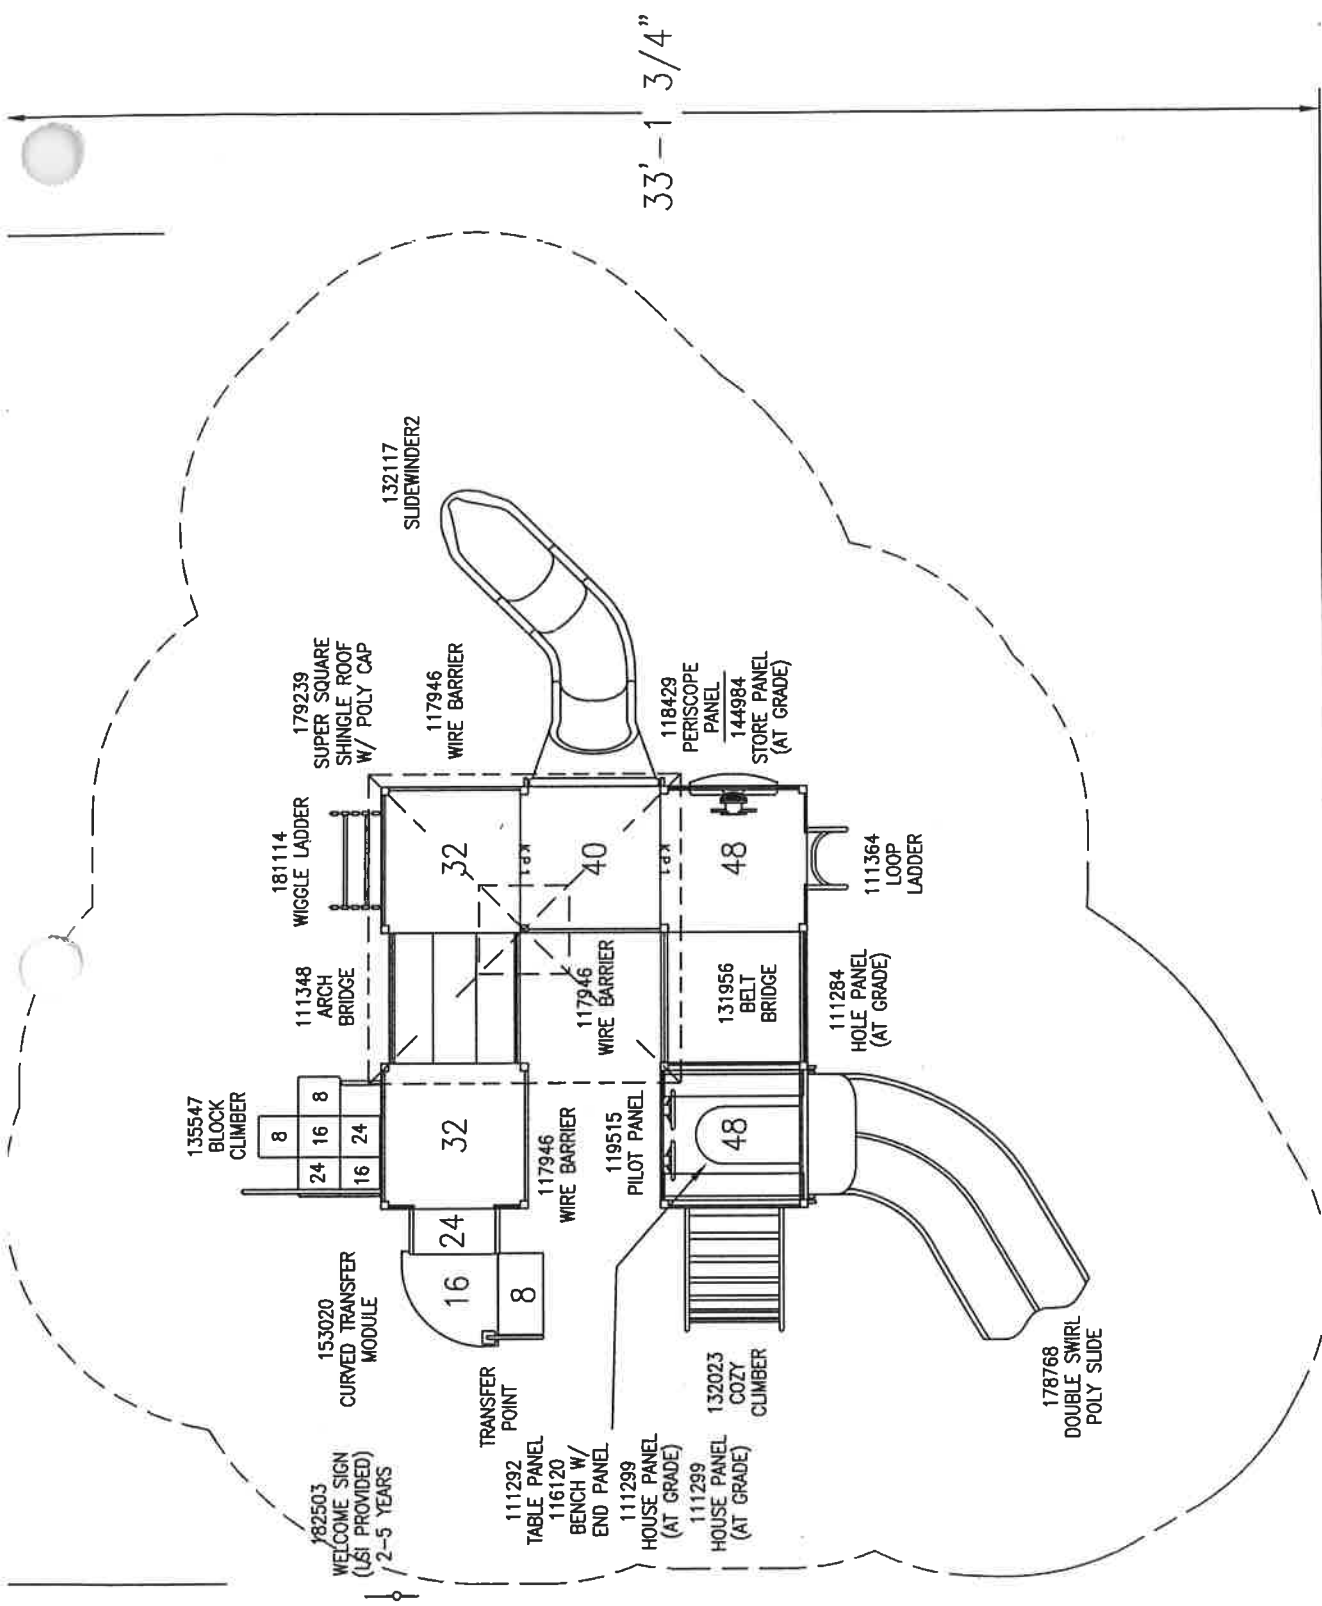 33'-1 3/4"
182503
WELCOME SIGN
(LSI PROVIDED)
2-5 YEARS
153020
CURVED TRANSFER
MODULE
135547
BLOCK
CLIMBER
111348
ARCH
BRIDGE
181114
WIGGLE LADDER
179239
SUPER SQUARE
SHINGLE ROOF
W/ POLY CAP
132117
SLIDEWINDER2
117946
WIRE BARRIER
8
24
16
8
16
24
8
16
24
32
32
40
48
48
KP1
KP1
TRANSFER
POINT
117946
WIRE BARRIER
117946
WIRE BARRIER
119515
PILOT PANEL
131956
BELT
BRIDGE
118429
PERISCOPE
PANEL
144984
STORE PANEL
(AT GRADE)
111292
TABLE PANEL
116120
BENCH W/
END PANEL
111299
HOUSE PANEL
(AT GRADE)
111299
HOUSE PANEL
(AT GRADE)
132023
COZY
CLIMBER
111284
HOLE PANEL
(AT GRADE)
111364
LOOP
LADDER
178768
DOUBLE SWIRL
POLY SLIDE